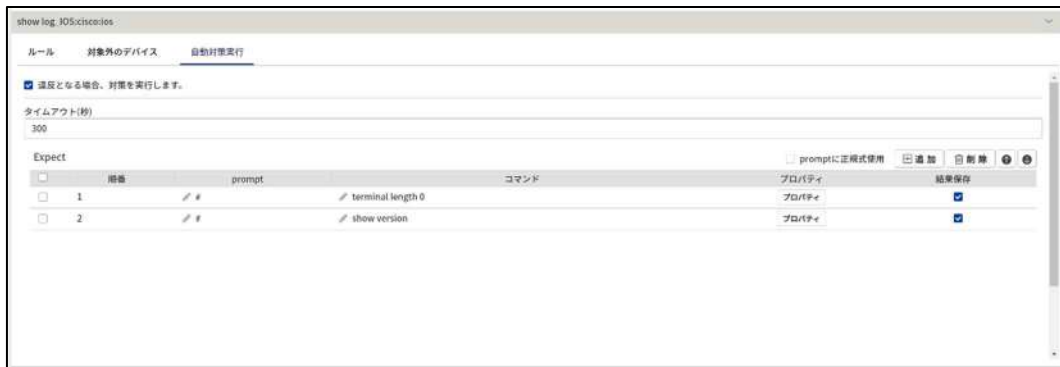 show log_IOS:cisco:ios
ルール 対象外のデバイス 自動対策実行
違反となる場合、対策を実行します。
タイムアウト(秒)
300
Expect promptに正規式使用 追加 削除
順番 prompt コマンド プロパティ 結果保存
1 # terminal length 0 プロパティ
2 # show version プロパティ